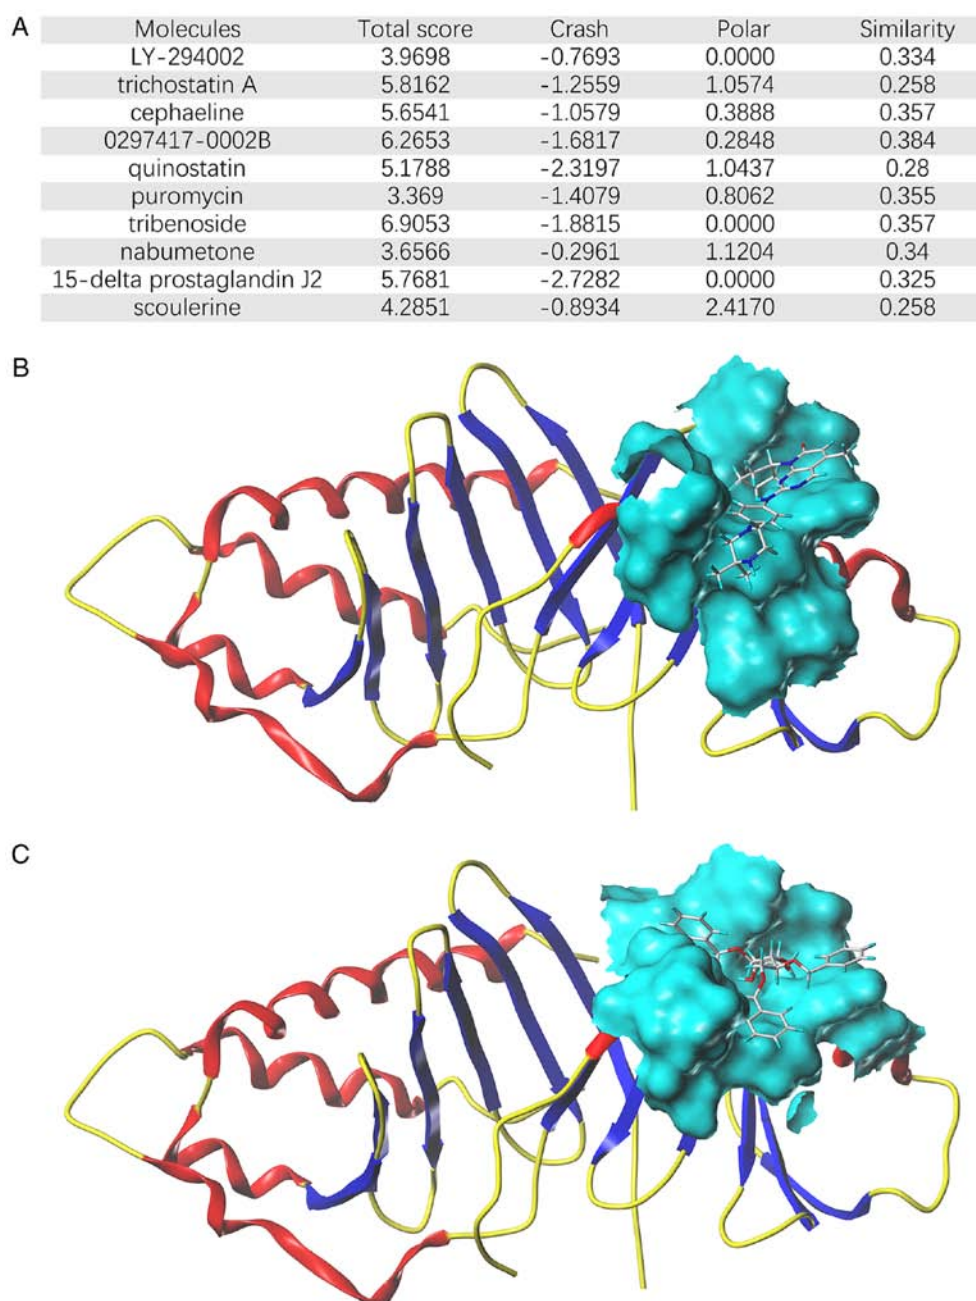 A
Molecules Total score Crash Polar Similarity
LY-294002 3.9698 -0.7693 0.0000 0.334
trichostatin A 5.8162 -1.2559 1.0574 0.258
cephaeline 5.6541 -1.0579 0.3888 0.357
0297417-0002B 6.2653 -1.6817 0.2848 0.384
quinostatin 5.1788 -2.3197 1.0437 0.28
puromycin 3.369 -1.4079 0.8062 0.355
tribenoside 6.9053 -1.8815 0.0000 0.357
nabumetone 3.6566 -0.2961 1.1204 0.34
15-delta prostaglandin J2 5.7681 -2.7282 0.0000 0.325
scoulerine 4.2851 -0.8934 2.4170 0.258
B
C